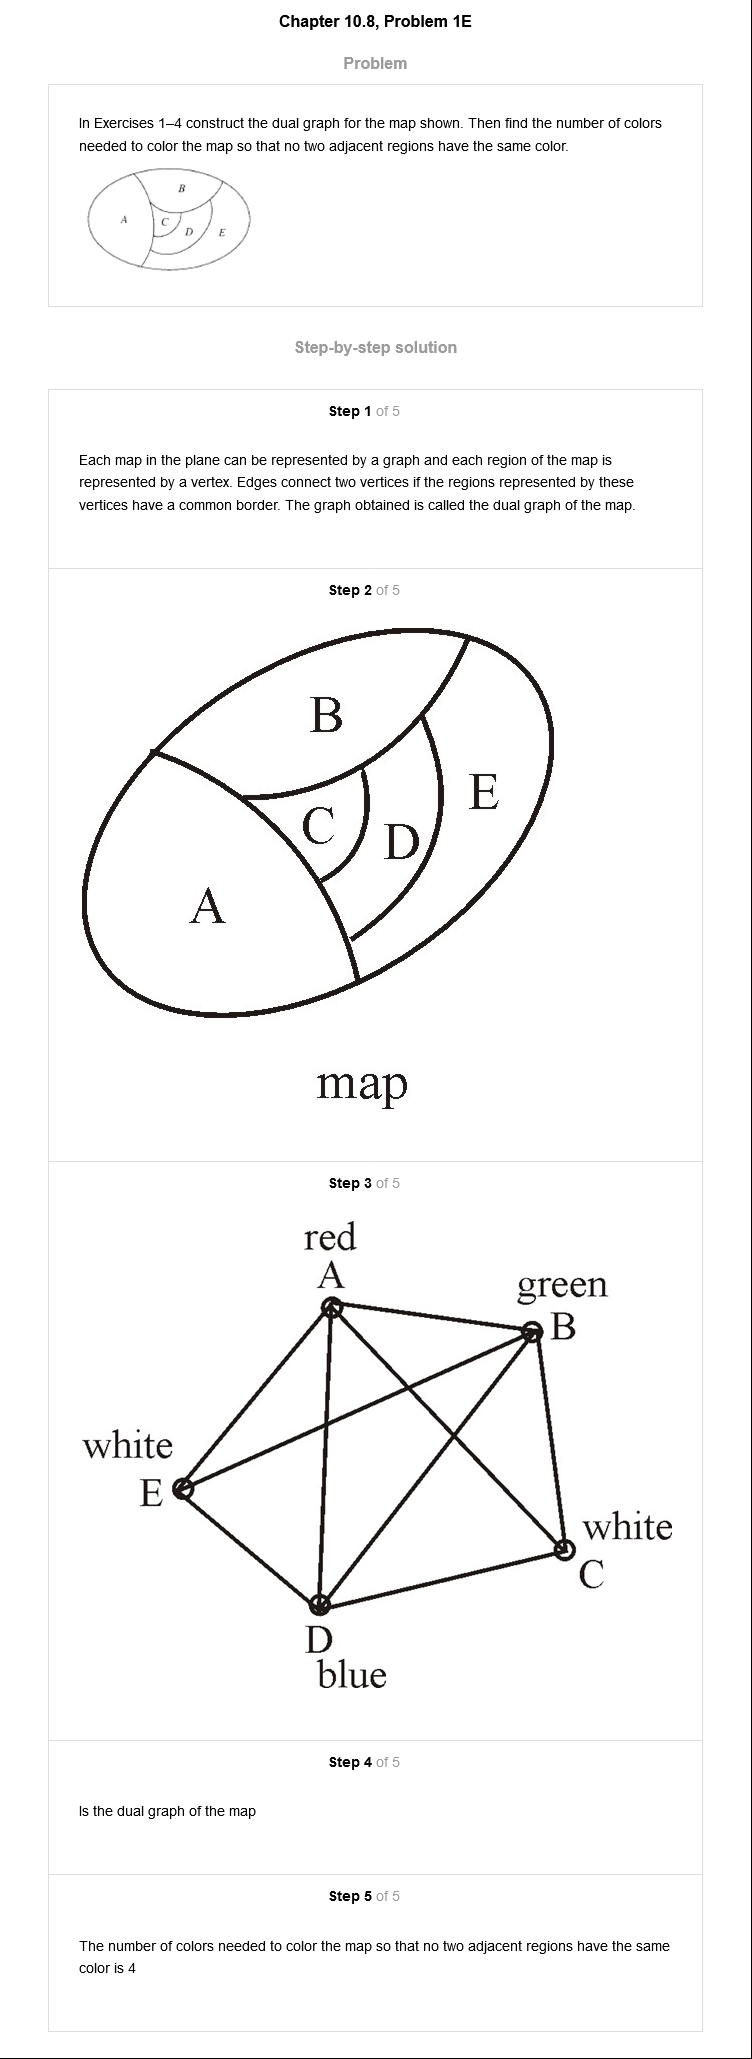 Chapter 10.8, Problem 1E
Problem
In Exercises 1–4 construct the dual graph for the map shown. Then find the number of colors
needed to color the map so that no two adjacent regions have the same color.
B
A
C
D
E
Step-by-step solution
Step 1 of 5
Each map in the plane can be represented by a graph and each region of the map is
represented by a vertex. Edges connect two vertices if the regions represented by these
vertices have a common border. The graph obtained is called the dual graph of the map.
Step 2 of 5
B
E
C
D
A
map
Step 3 of 5
red
A
green
B
white
E
white
C
D
blue
Step 4 of 5
Is the dual graph of the map
Step 5 of 5
The number of colors needed to color the map so that no two adjacent regions have the same
color is 4